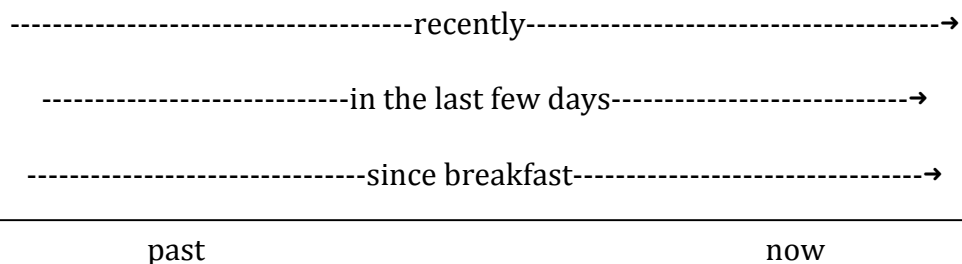 --------------------------------------recently---------------------------------------➔
-----------------------------in the last few days----------------------------➔
--------------------------------since breakfast---------------------------------➔
past now